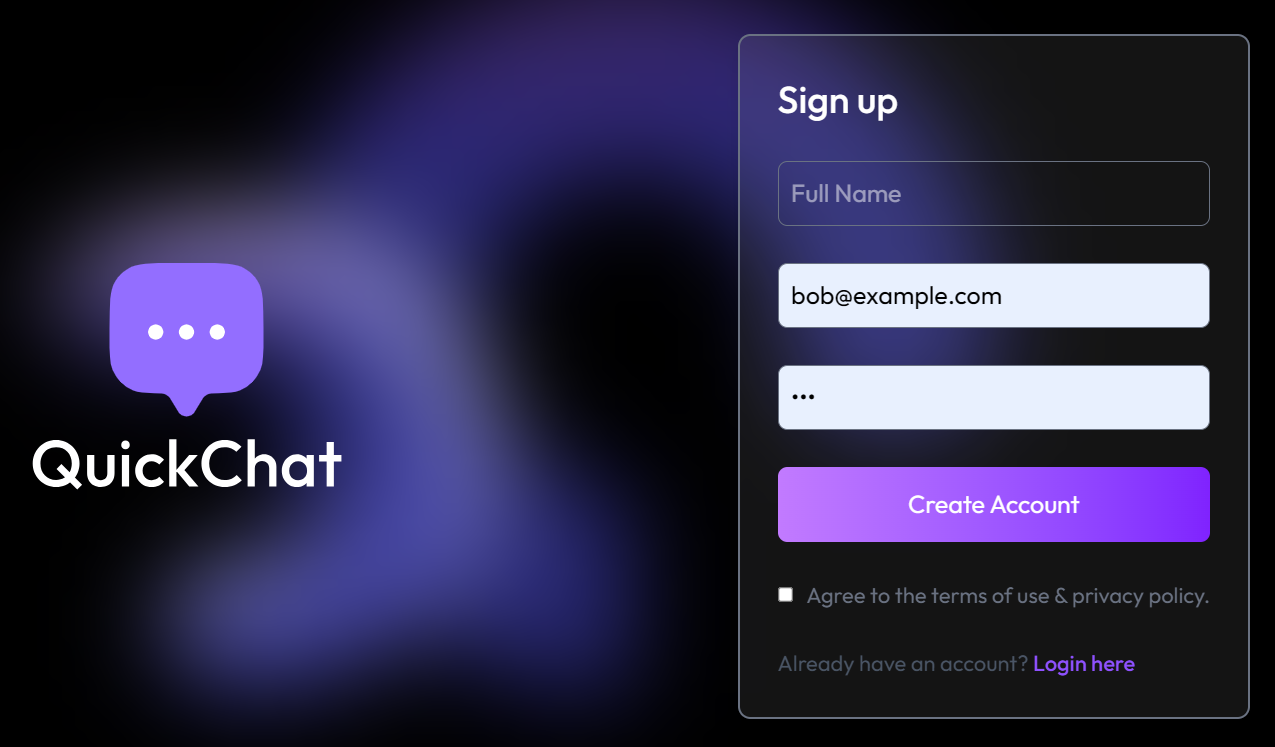 QuickChat
Sign up
Full Name
bob@example.com
•••
Create Account
Agree to the terms of use & privacy policy.
Already have an account? Login here